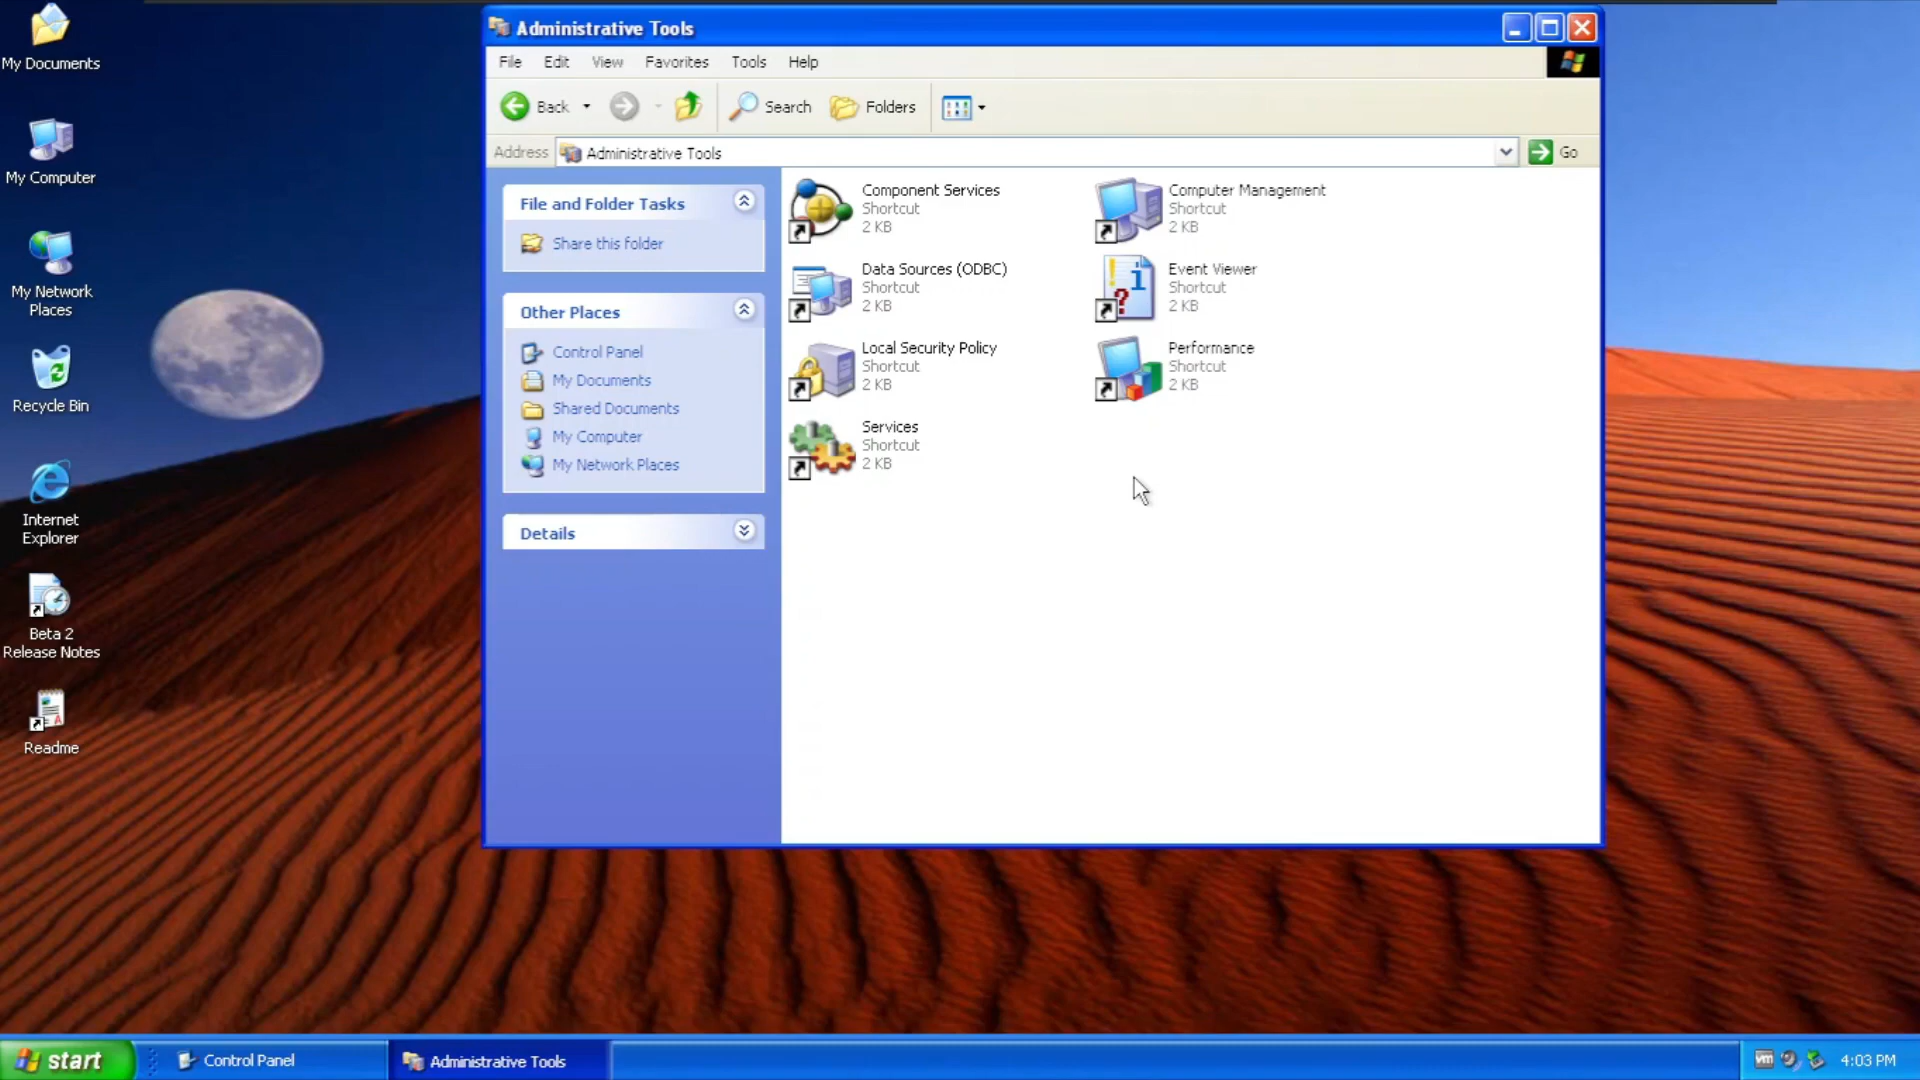 My Documents
My Computer
My Network
Places
Recycle Bin
Internet
Explorer
Beta 2
Release Notes
Readme
Administrative Tools
File Edit View Favorites Tools Help
Back Search Folders
Address Administrative Tools Go
File and Folder Tasks
Share this folder
Other Places
Control Panel
My Documents
Shared Documents
My Computer
My Network Places
Details
Component Services
Shortcut
2 KB
Computer Management
Shortcut
2 KB
Data Sources (ODBC)
Shortcut
2 KB
Event Viewer
Shortcut
2 KB
Local Security Policy
Shortcut
2 KB
Performance
Shortcut
2 KB
Services
Shortcut
2 KB
start Control Panel Administrative Tools vm 4:03 PM